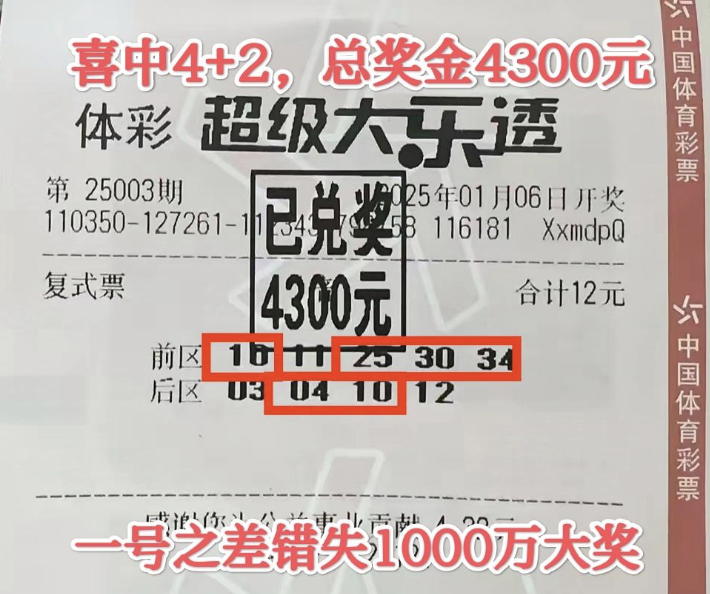 喜中4+2，总奖金4300元
体彩 超级大乐透
第 25003期 2025年01月06日开奖
110350-127261- 116181 XxmdpQ
已兑奖
4300元
复式票 合计12元
前区 10 11 25 30 34
后区 03 04 10 12
一号之差错失1000万大奖
中国体育彩票
中国体育彩票